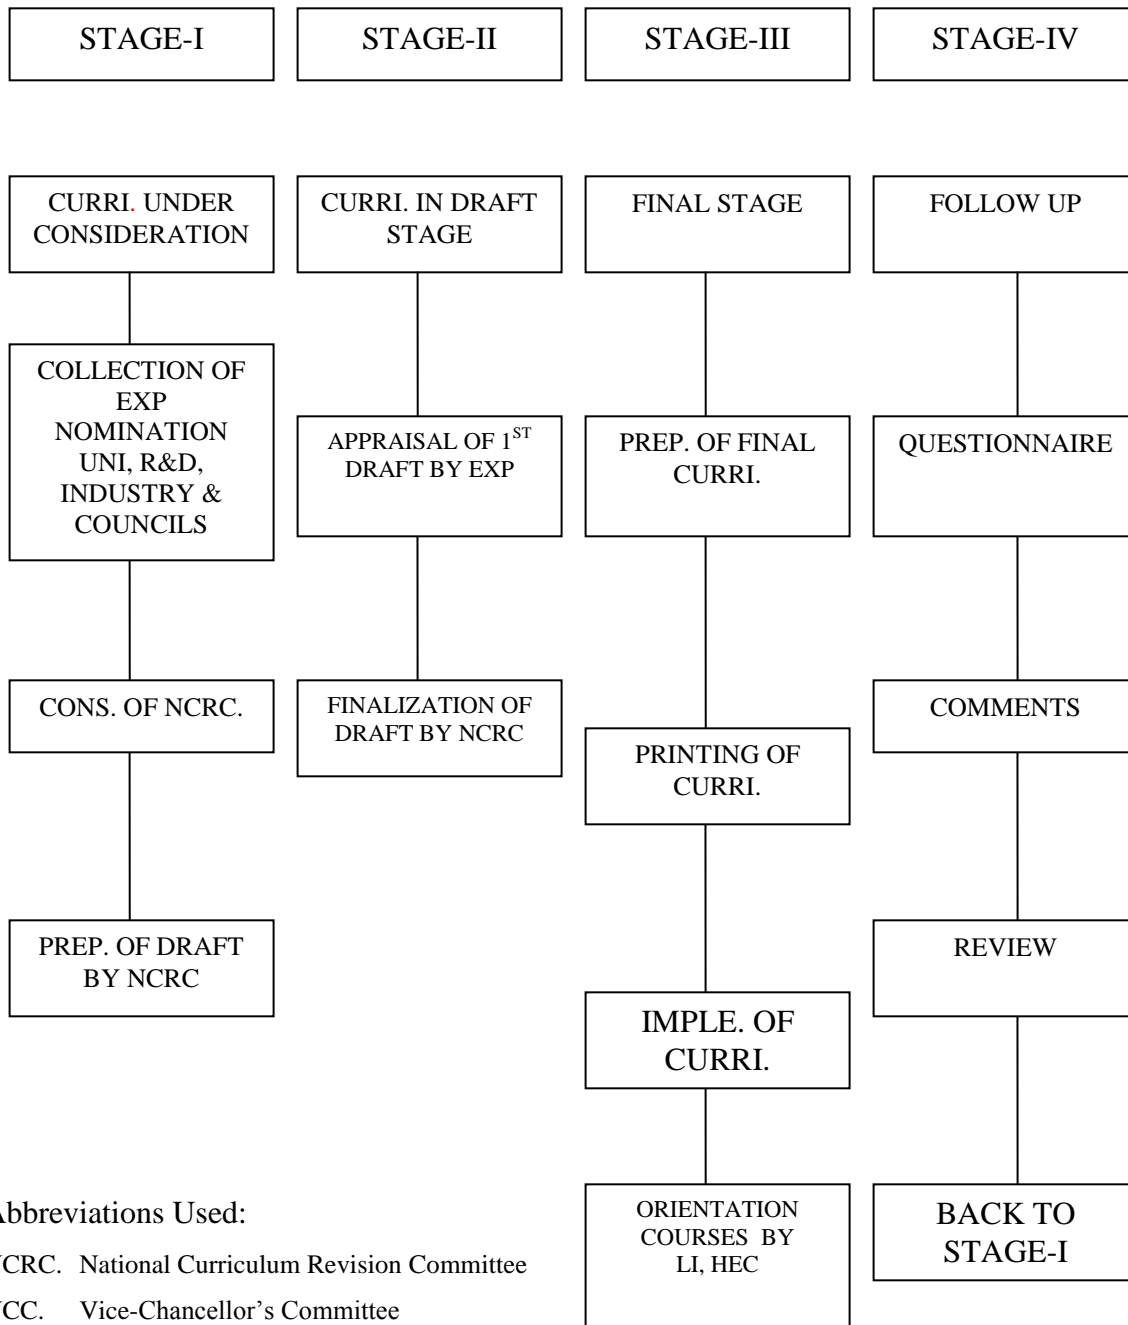 STAGE-I
STAGE-II
STAGE-III
STAGE-IV
CURRI. UNDER
CONSIDERATION
CURRI. IN DRAFT
STAGE
FINAL STAGE
FOLLOW UP
COLLECTION OF
EXP
NOMINATION
UNI, R&D,
INDUSTRY &
COUNCILS
APPRAISAL OF 1ST
DRAFT BY EXP
PREP. OF FINAL
CURRI.
QUESTIONNAIRE
CONS. OF NCRC.
FINALIZATION OF
DRAFT BY NCRC
PRINTING OF
CURRI.
COMMENTS
PREP. OF DRAFT
BY NCRC
IMPLE. OF
CURRI.
REVIEW
ORIENTATION
COURSES BY
LI, HEC
BACK TO
STAGE-I
Abbreviations Used:
NCRC. National Curriculum Revision Committee
VCC. Vice-Chancellor's Committee